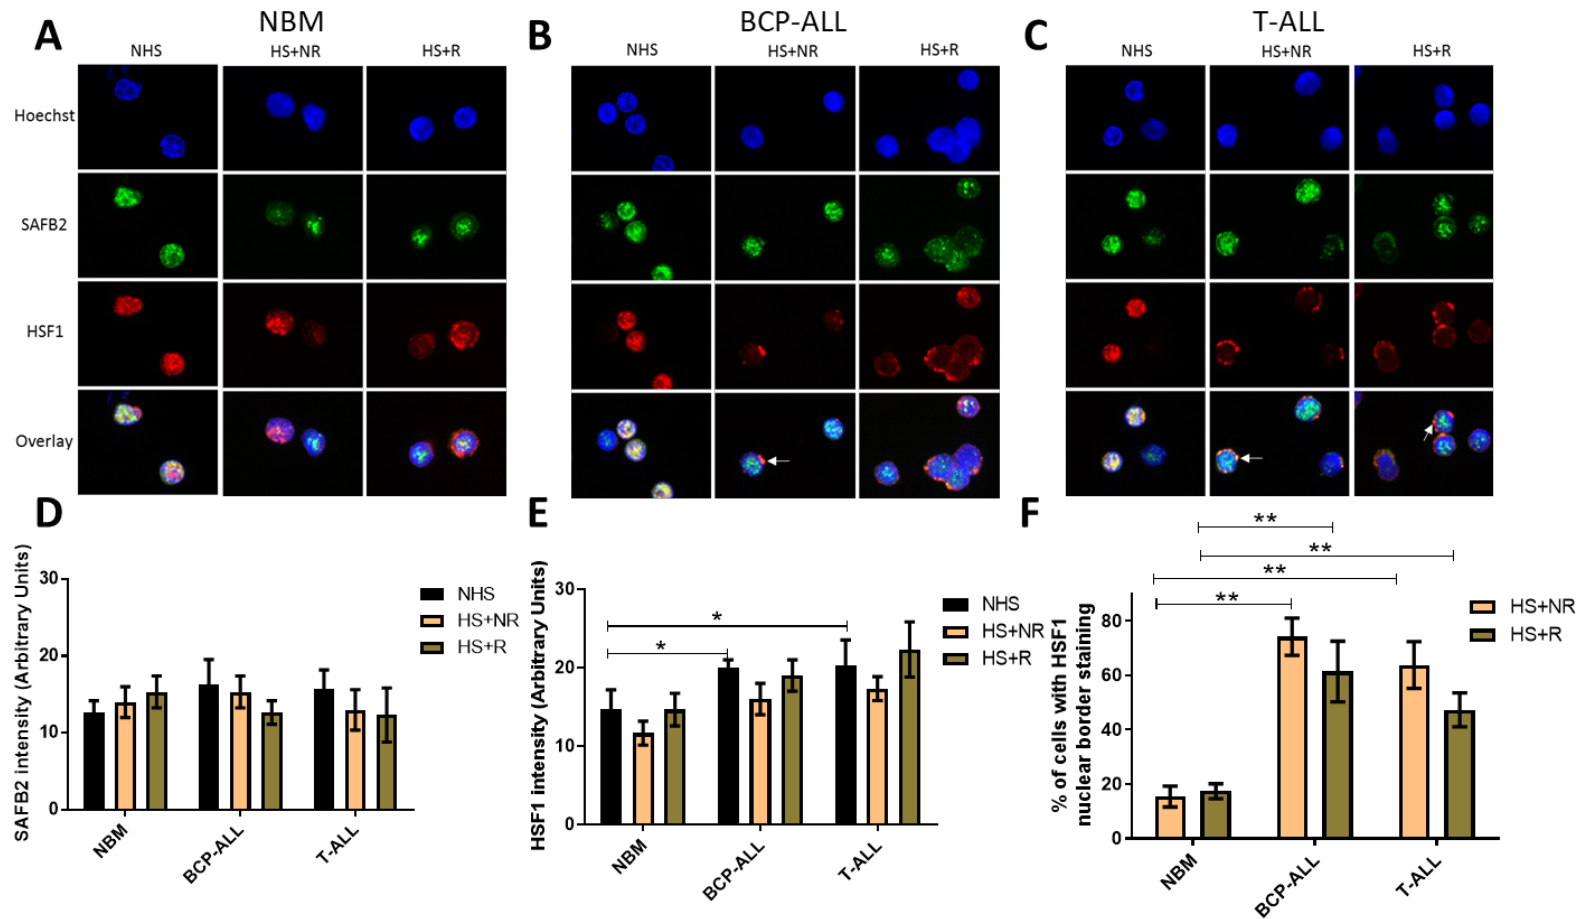 A
NBM
B
BCP-ALL
C
T-ALL
NHS
HS+NR
HS+R
NHS
HS+NR
HS+R
NHS
HS+NR
HS+R
Hoechst
SAFB2
HSF1
Overlay
D
SAFB2 intensity (Arbitrary Units)
30
20
10
0
NBM
BCP-ALL
T-ALL
NHS
HS+NR
HS+R
E
HSF1 intensity (Arbitrary Units)
30
20
10
0
*
*
NBM
BCP-ALL
T-ALL
NHS
HS+NR
HS+R
F
% of cells with HSF1
nuclear border staining
80
60
40
20
0
**
**
**
**
NBM
BCP-ALL
T-ALL
HS+NR
HS+R